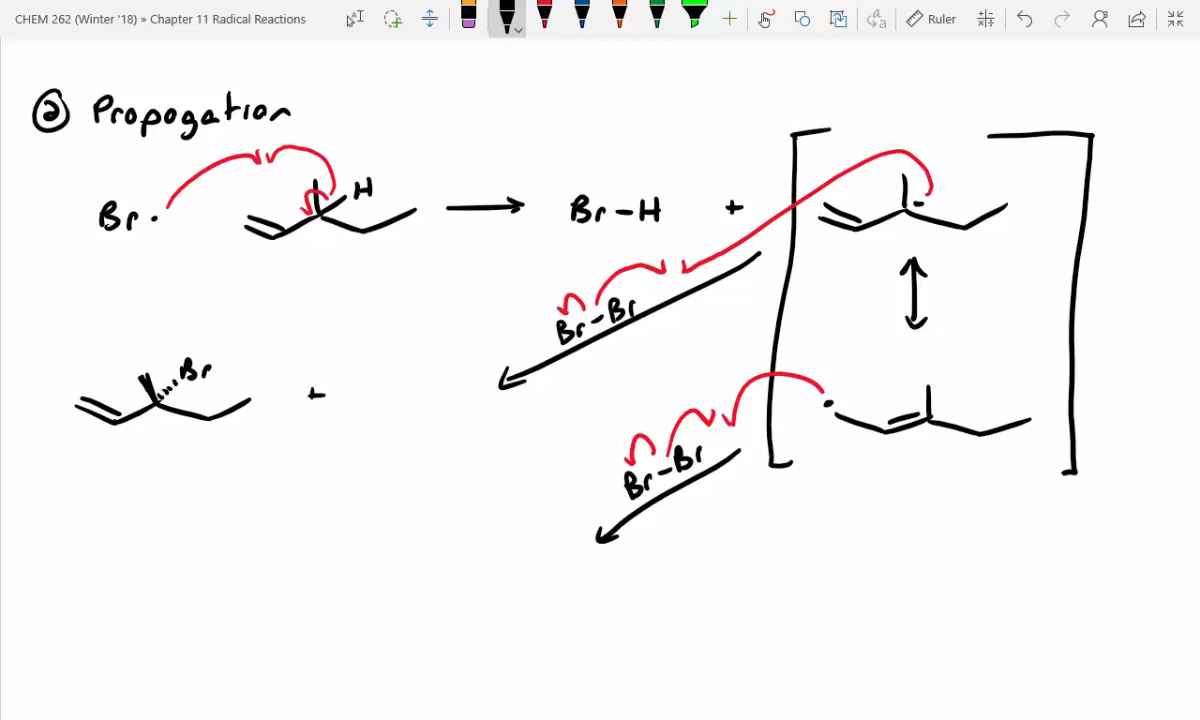 CHEM 262 (Winter '18) » Chapter 11 Radical Reactions
Ruler
② Propogation
Br· H → Br-H +
Br-Br
Br +
Br-Br